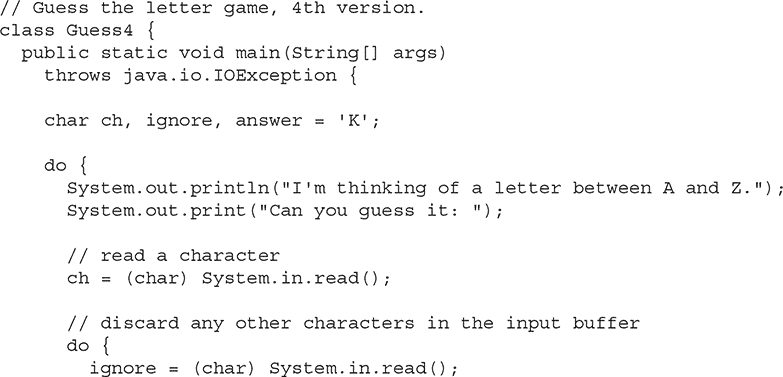 // Guess the letter game, 4th version.
class Guess4 {
  public static void main(String[] args)
    throws java.io.IOException {

    char ch, ignore, answer = 'K';

    do {
      System.out.println("I'm thinking of a letter between A and Z.");
      System.out.print("Can you guess it: ");

      // read a character
      ch = (char) System.in.read();

      // discard any other characters in the input buffer
      do {
        ignore = (char) System.in.read();